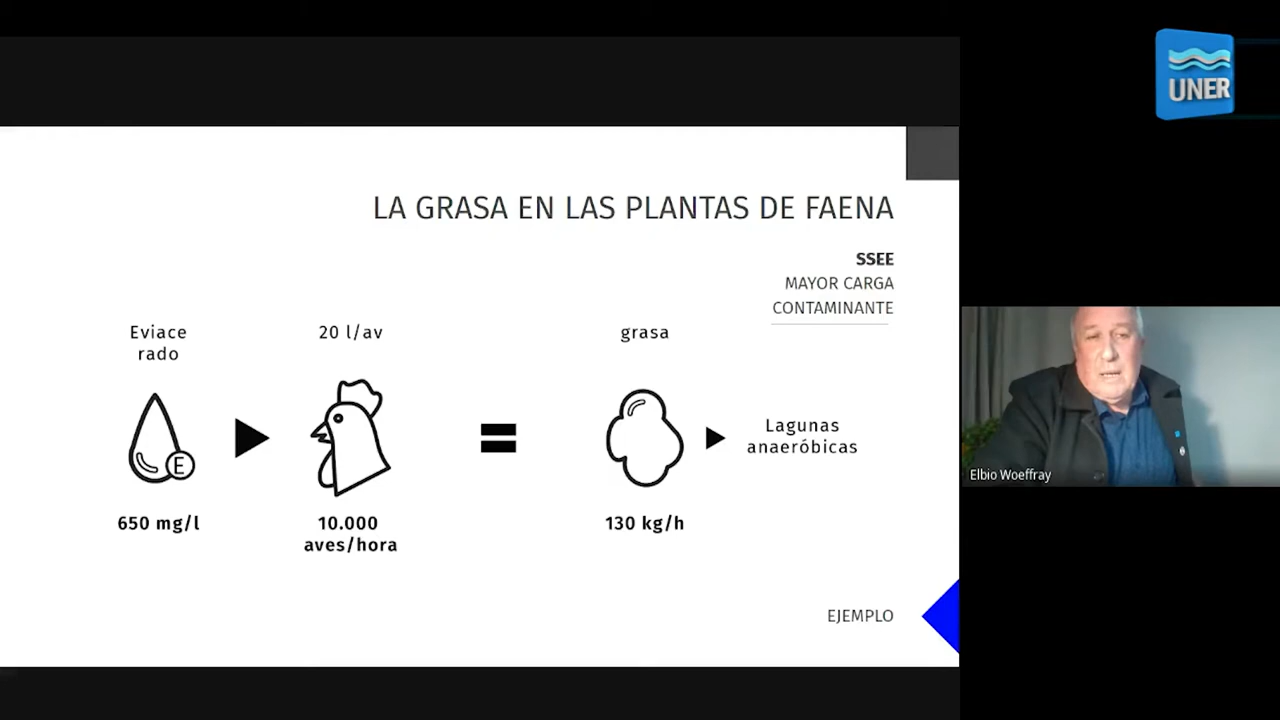 UNER
LA GRASA EN LAS PLANTAS DE FAENA
SSEE
MAYOR CARGA
CONTAMINANTE
Eviace
rado
20 l/av
grasa
E
Lagunas
anaeróbicas
650 mg/l
10.000
aves/hora
130 kg/h
EJEMPLO
Elbio Woeffray